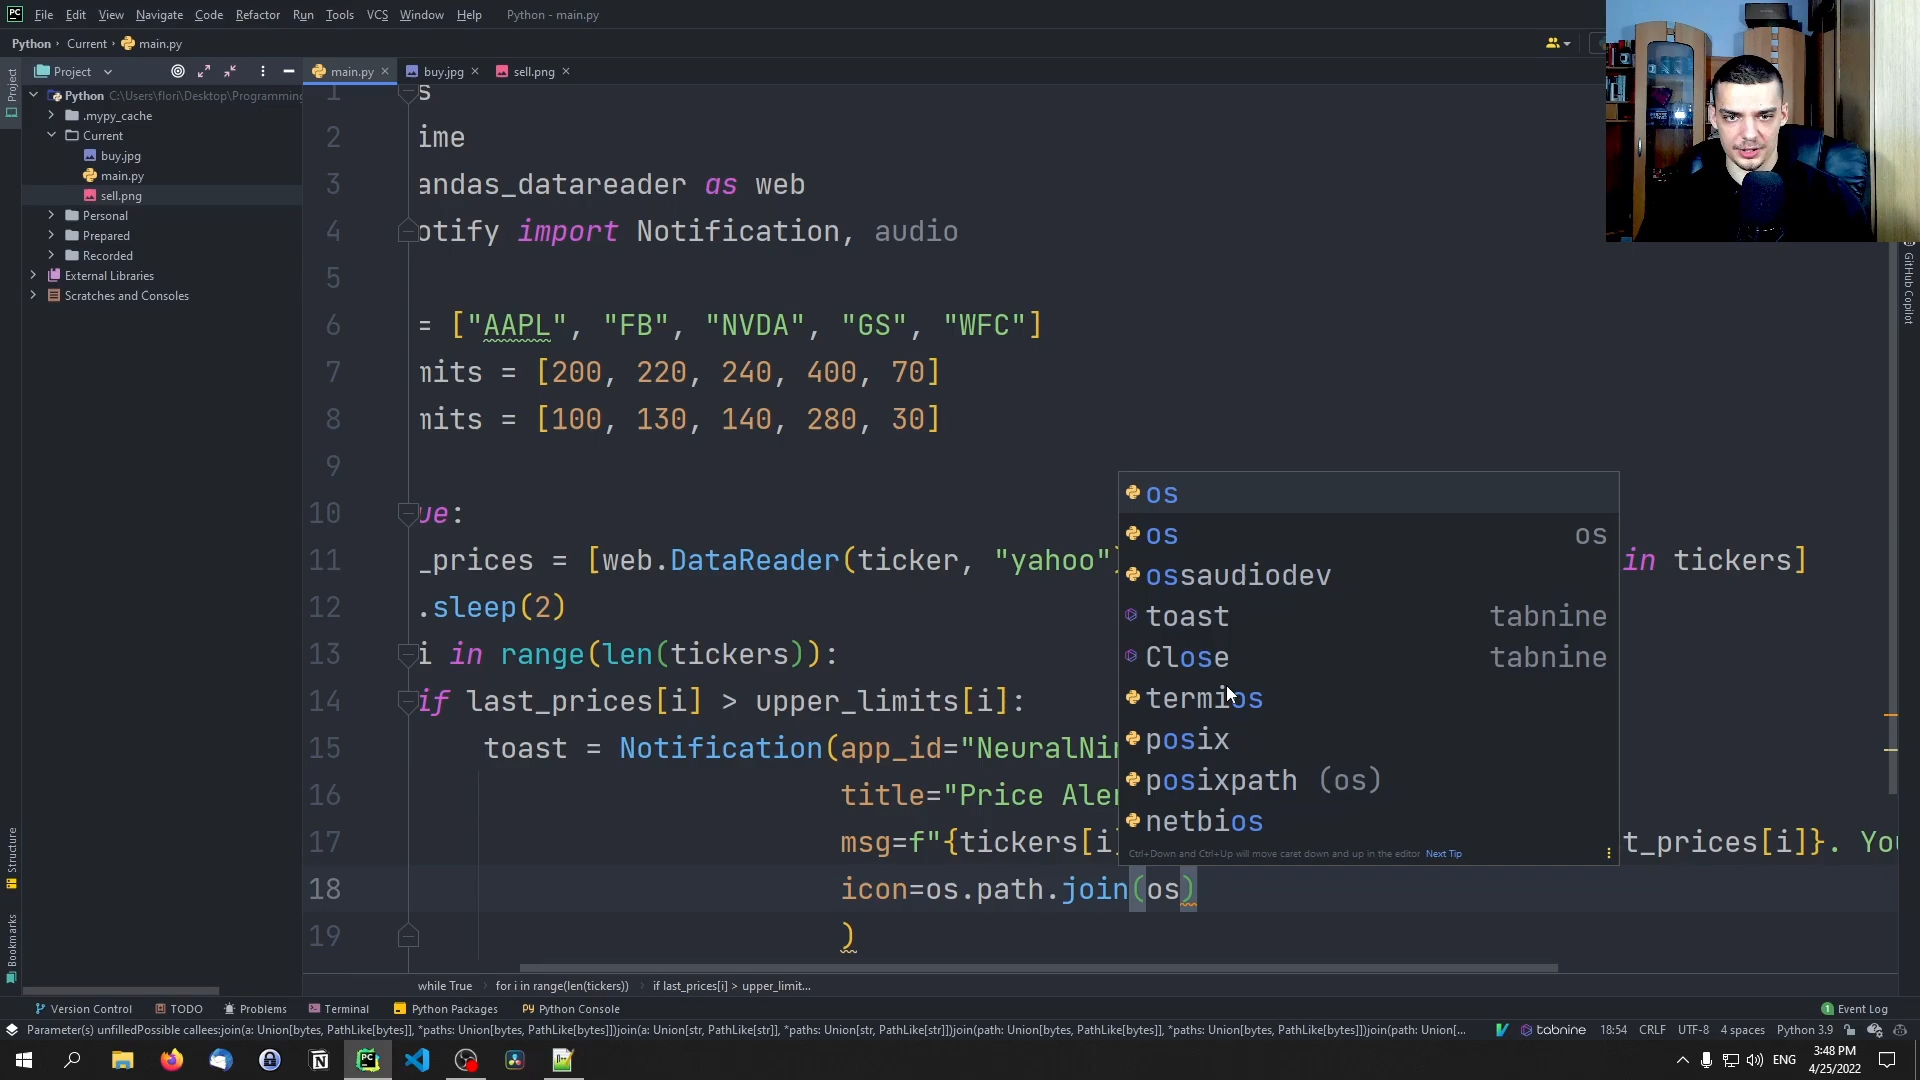 PC File Edit View Navigate Code Refactor Run Tools VCS Window Help Python - main.py
Python Current main.py
Project main.py buy.jpg sell.png
Python C:\Users\flori\Desktop\Programming
.mypy_cache
Current
buy.jpg
main.py
sell.png
Personal
Prepared
Recorded
External Libraries
Scratches and Consoles
Project
Structure
Bookmarks
1 s
2 ime
3 andas_datareader as web
4 otify import Notification, audio
5
6 = ["AAPL", "FB", "NVDA", "GS", "WFC"]
7 mits = [200, 220, 240, 400, 70]
8 mits = [100, 130, 140, 280, 30]
9
10 ue:
11 _prices = [web.DataReader(ticker, "yahoo") in tickers]
12 .sleep(2)
13 i in range(len(tickers)):
14 if last_prices[i] > upper_limits[i]:
15 toast = Notification(app_id="NeuralNin
16 title="Price Aler
17 msg=f"{tickers[i] t_prices[i]}. You
18 icon=os.path.join(os)
19 )
os
os os
ossaudiodev
toast tabnine
Close tabnine
termios
posix
posixpath (os)
netbios
Ctrl+Down and Ctrl+Up will move caret down and up in the editor Next Tip
GitHub Copilot
while True for i in range(len(tickers)) if last_prices[i] > upper_limit...
Version Control TODO Problems Terminal Python Packages Python Console Event Log
Parameter(s) unfilledPossible callees:join(a: Union[bytes, PathLike[bytes]], *paths: Union[bytes, PathLike[bytes]])join(a: Union[str, PathLike[str]], *paths: Union[str, PathLike[str]])join(path: Union[bytes, PathLike[bytes]], *paths: Union[bytes, PathLike[bytes]])join(path: Union[... tabnine 18:54 CRLF UTF-8 4 spaces Python 3.9
ENG 3:48 PM
4/25/2022